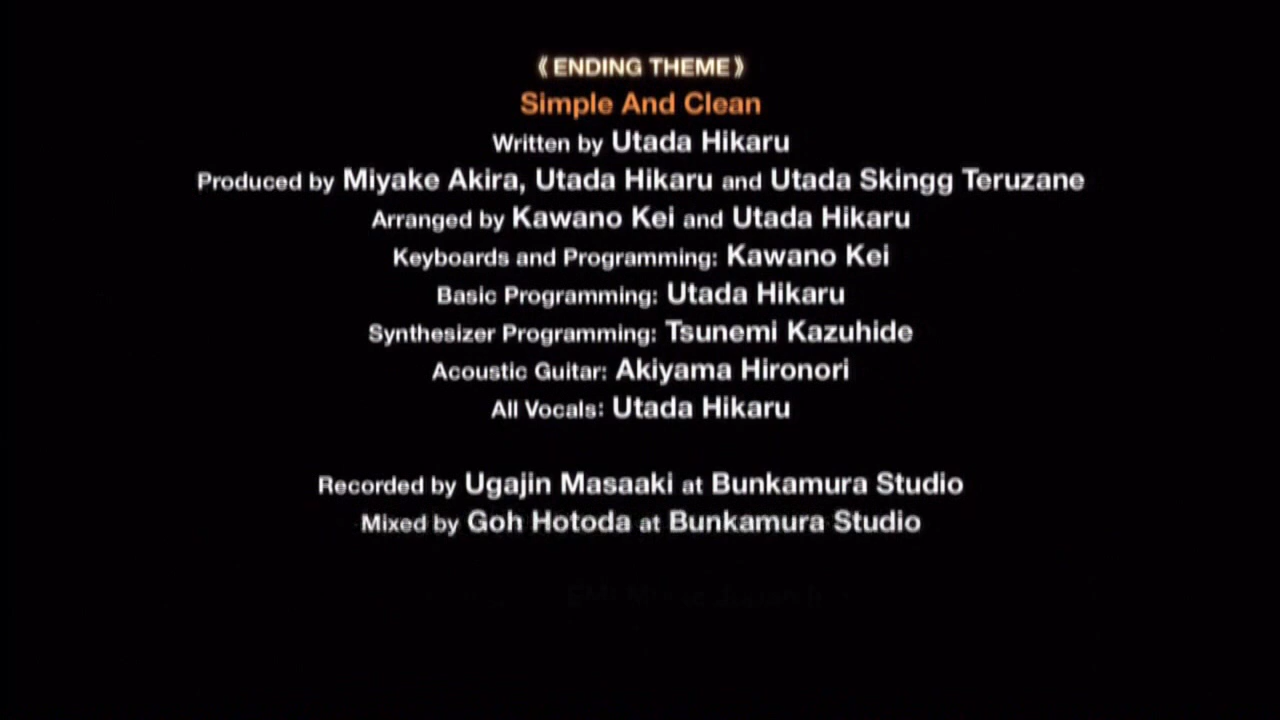 《ENDING THEME》
Simple And Clean
Written by Utada Hikaru
Produced by Miyake Akira, Utada Hikaru and Utada Skingg Teruzane
Arranged by Kawano Kei and Utada Hikaru
Keyboards and Programming: Kawano Kei
Basic Programming: Utada Hikaru
Synthesizer Programming: Tsunemi Kazuhide
Acoustic Guitar: Akiyama Hironori
All Vocals: Utada Hikaru
Recorded by Ugajin Masaaki at Bunkamura Studio
Mixed by Goh Hotoda at Bunkamura Studio